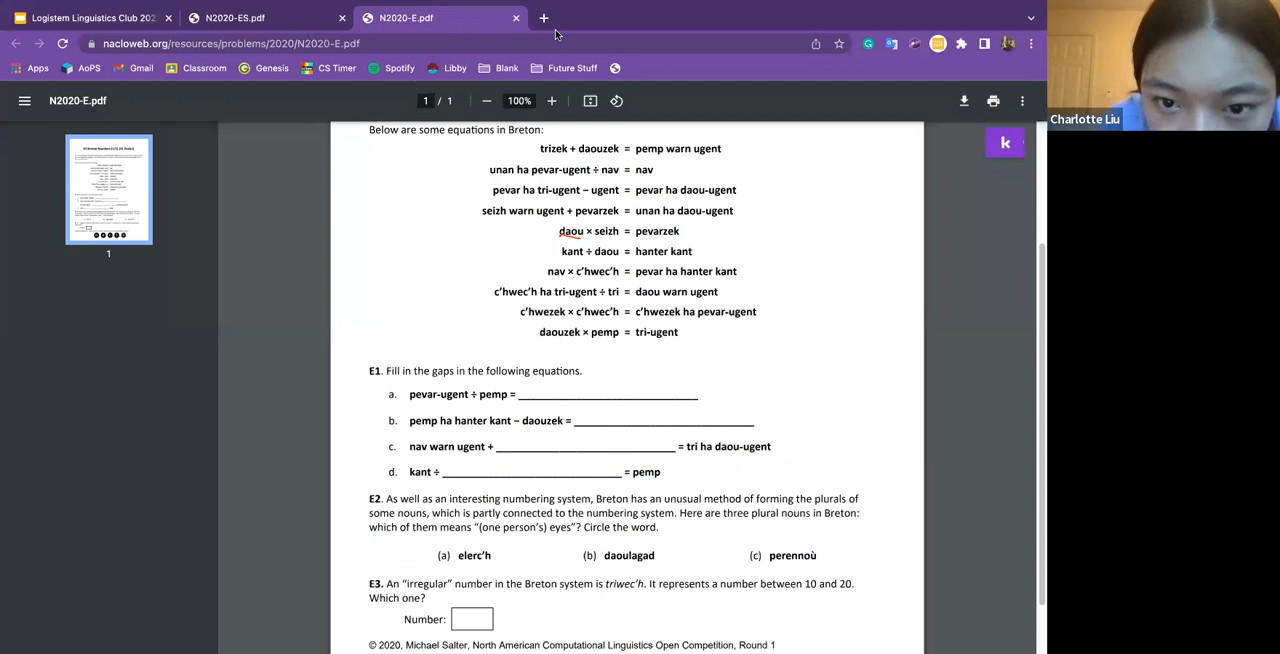 Logistem Linguistics Club 202
N2020-ES.pdf
N2020-E.pdf
nacloweb.org/resources/problems/2020/N2020-E.pdf
Apps
AoPS
Gmail
Classroom
Genesis
CS Timer
Spotify
Libby
Blank
Future Stuff
N2020-E.pdf
1 / 1
100%
Charlotte Liu
k
1
Below are some equations in Breton:
trizek + daouzek = pemp warn ugent
unan ha pevar-ugent ÷ nav = nav
pevar ha tri-ugent – ugent = pevar ha daou-ugent
seizh warn ugent + pevarzek = unan ha daou-ugent
daou × seizh = pevarzek
kant ÷ daou = hanter kant
nav × c'hwec'h = pevar ha hanter kant
c'hwec'h ha tri-ugent ÷ tri = daou warn ugent
c'hwezek × c'hwec'h = c'hwezek ha pevar-ugent
daouzek × pemp = tri-ugent
E1. Fill in the gaps in the following equations.
a. pevar-ugent ÷ pemp =
b. pemp ha hanter kant – daouzek =
c. nav warn ugent + = tri ha daou-ugent
d. kant ÷ = pemp
E2. As well as an interesting numbering system, Breton has an unusual method of forming the plurals of
some nouns, which is partly connected to the numbering system. Here are three plural nouns in Breton:
which of them means "(one person's) eyes"? Circle the word.
(a) elerc'h (b) daoulagad (c) perennoù
E3. An "irregular" number in the Breton system is triwec'h. It represents a number between 10 and 20.
Which one?
Number:
© 2020, Michael Salter, North American Computational Linguistics Open Competition, Round 1